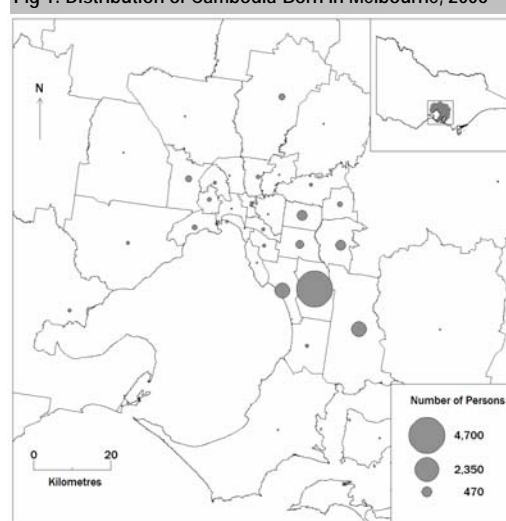 Fig 1: Distribution of Cambodia-Born in Melbourne, 2006
N
Number of Persons
4,700
2,350
470
0 20
Kilometres